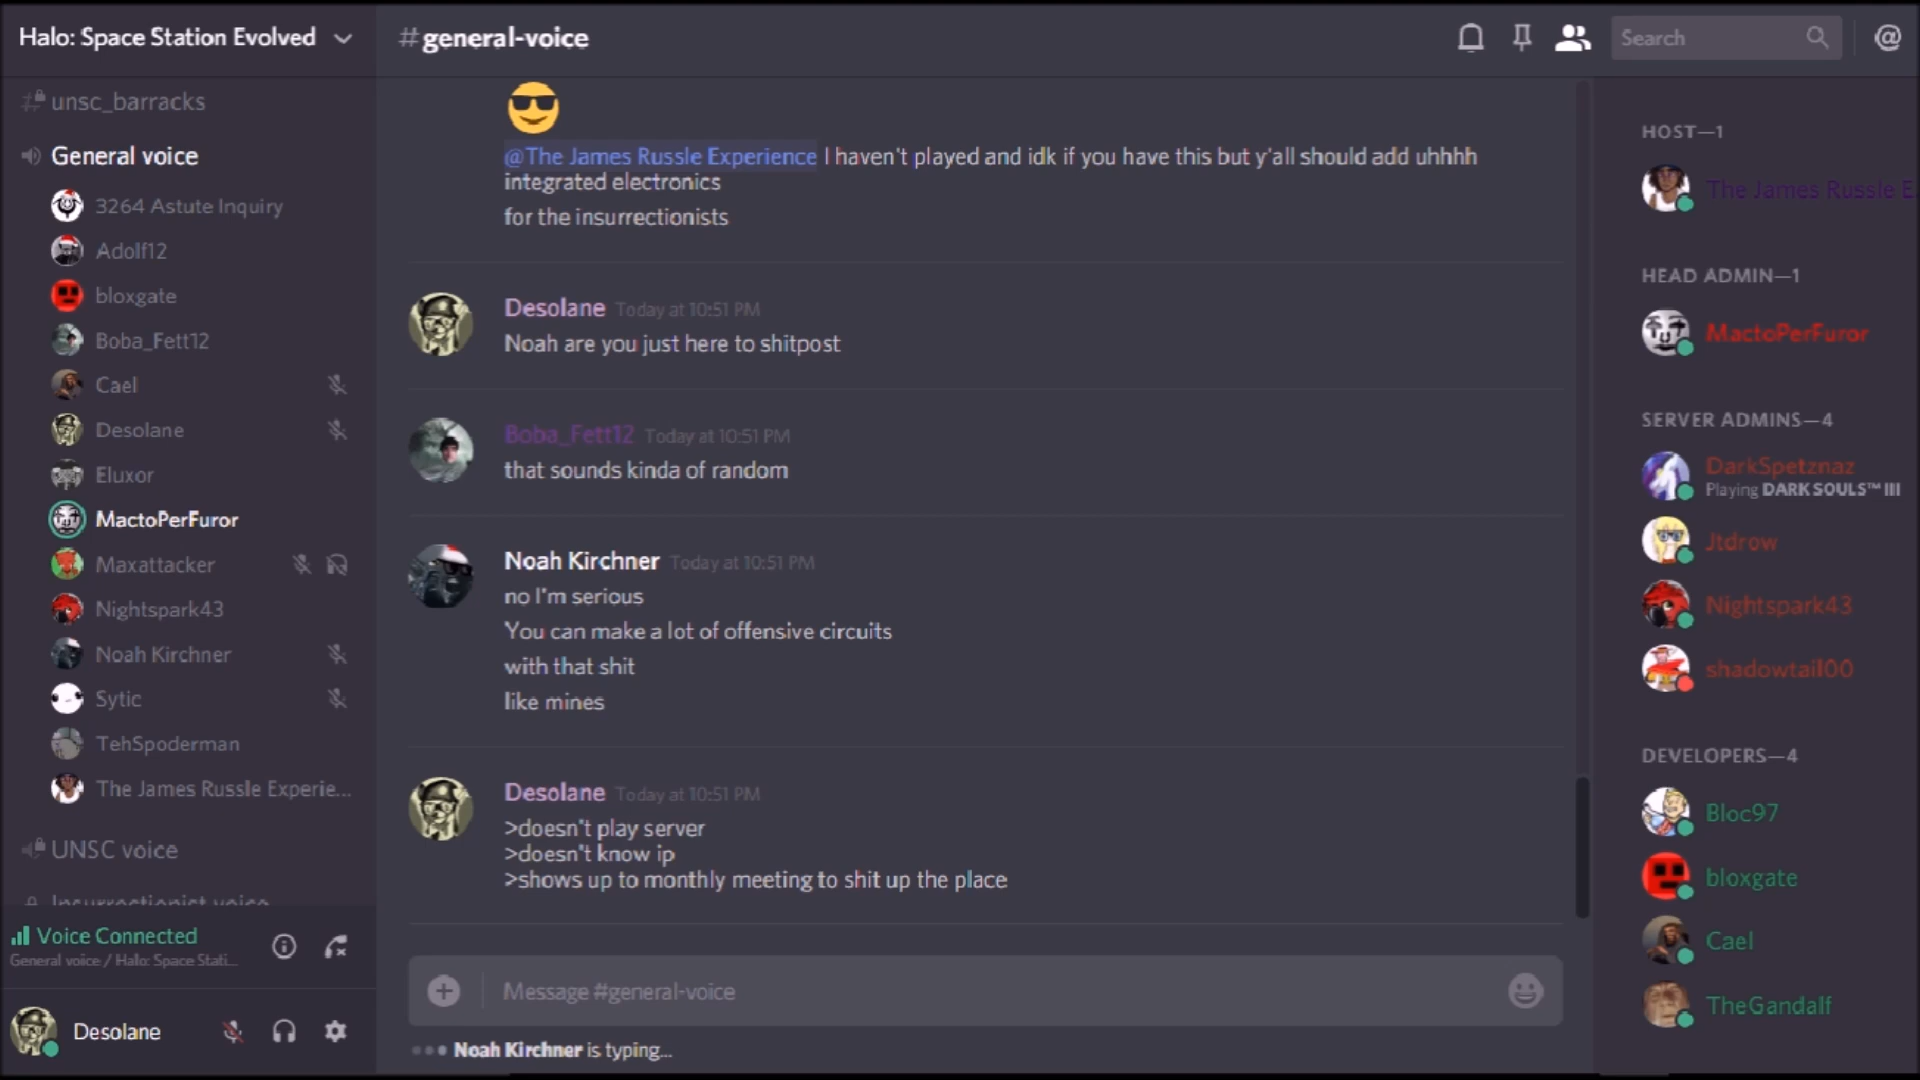 Halo: Space Station Evolved
unsc_barracks
General voice
3264 Astute Inquiry
Adolf12
bloxgate
Boba_Fett12
Cael
Desolane
Eluxor
MactoPerFuror
Maxattacker
Nightspark43
Noah Kirchner
Sytic
TehSpoderman
The James Russle Experie...
UNSC voice
Insurrectionist voice
Voice Connected
General voice / Halo: Space Stati...
Desolane
#general-voice
Search
@
@The James Russle Experience I haven't played and idk if you have this but y'all should add uhhhh
integrated electronics
for the insurrectionists
Desolane Today at 10:51 PM
Noah are you just here to shitpost
Boba_Fett12 Today at 10:51 PM
that sounds kinda of random
Noah Kirchner Today at 10:51 PM
no I'm serious
You can make a lot of offensive circuits
with that shit
like mines
Desolane Today at 10:51 PM
>doesn't play server
>doesn't know ip
>shows up to monthly meeting to shit up the place
Message #general-voice
Noah Kirchner is typing...
HOST—1
The James Russle E
HEAD ADMIN—1
MactoPerFuror
SERVER ADMINS—4
DarkSpetznaz
Playing DARK SOULS™ III
Jtdrow
Nightspark43
shadowtail00
DEVELOPERS—4
Bloc97
bloxgate
Cael
TheGandalf